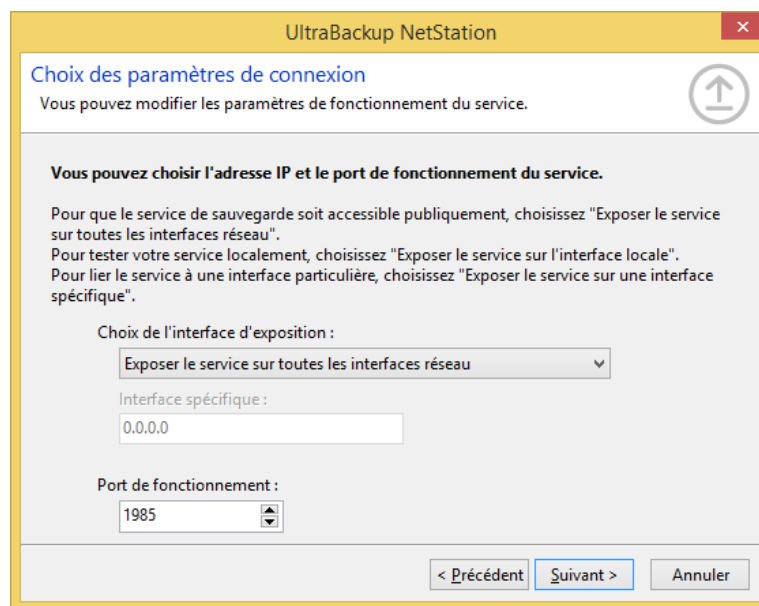 UltraBackup NetStation
Choix des paramètres de connexion
Vous pouvez modifier les paramètres de fonctionnement du service.
Vous pouvez choisir l'adresse IP et le port de fonctionnement du service.
Pour que le service de sauvegarde soit accessible publiquement, choisissez "Exposer le service
sur toutes les interfaces réseau".
Pour tester votre service localement, choisissez "Exposer le service sur l'interface locale".
Pour lier le service à une interface particulière, choisissez "Exposer le service sur une interface
spécifique".
Choix de l'interface d'exposition :
Exposer le service sur toutes les interfaces réseau
Interface spécifique :
0.0.0.0
Port de fonctionnement :
1985
< Précédent Suivant > Annuler